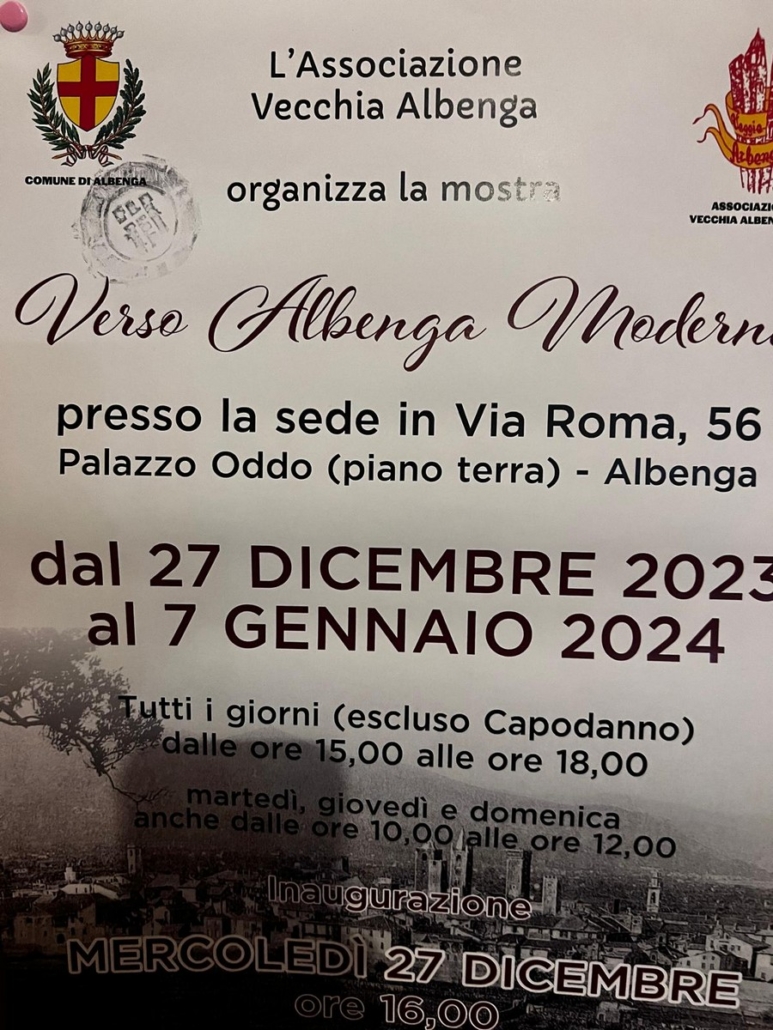 L'Associazione
Vecchia Albenga
COMUNE DI ALBENGA
organizza la mostra
ASSOCIAZI
VECCHIA ALBEN
Verso Albenga Modern
presso la sede in Via Roma, 56
Palazzo Oddo (piano terra) - Albenga
dal 27 DICEMBRE 2023
al 7 GENNAIO 2024
Tutti i giorni (escluso Capodanno)
dalle ore 15,00 alle ore 18,00
martedì, giovedì e domenica
anche dalle ore 10,00 alle ore 12,00
Inaugurazione
MERCOLEDÌ 27 DICEMBRE
ore 16,00